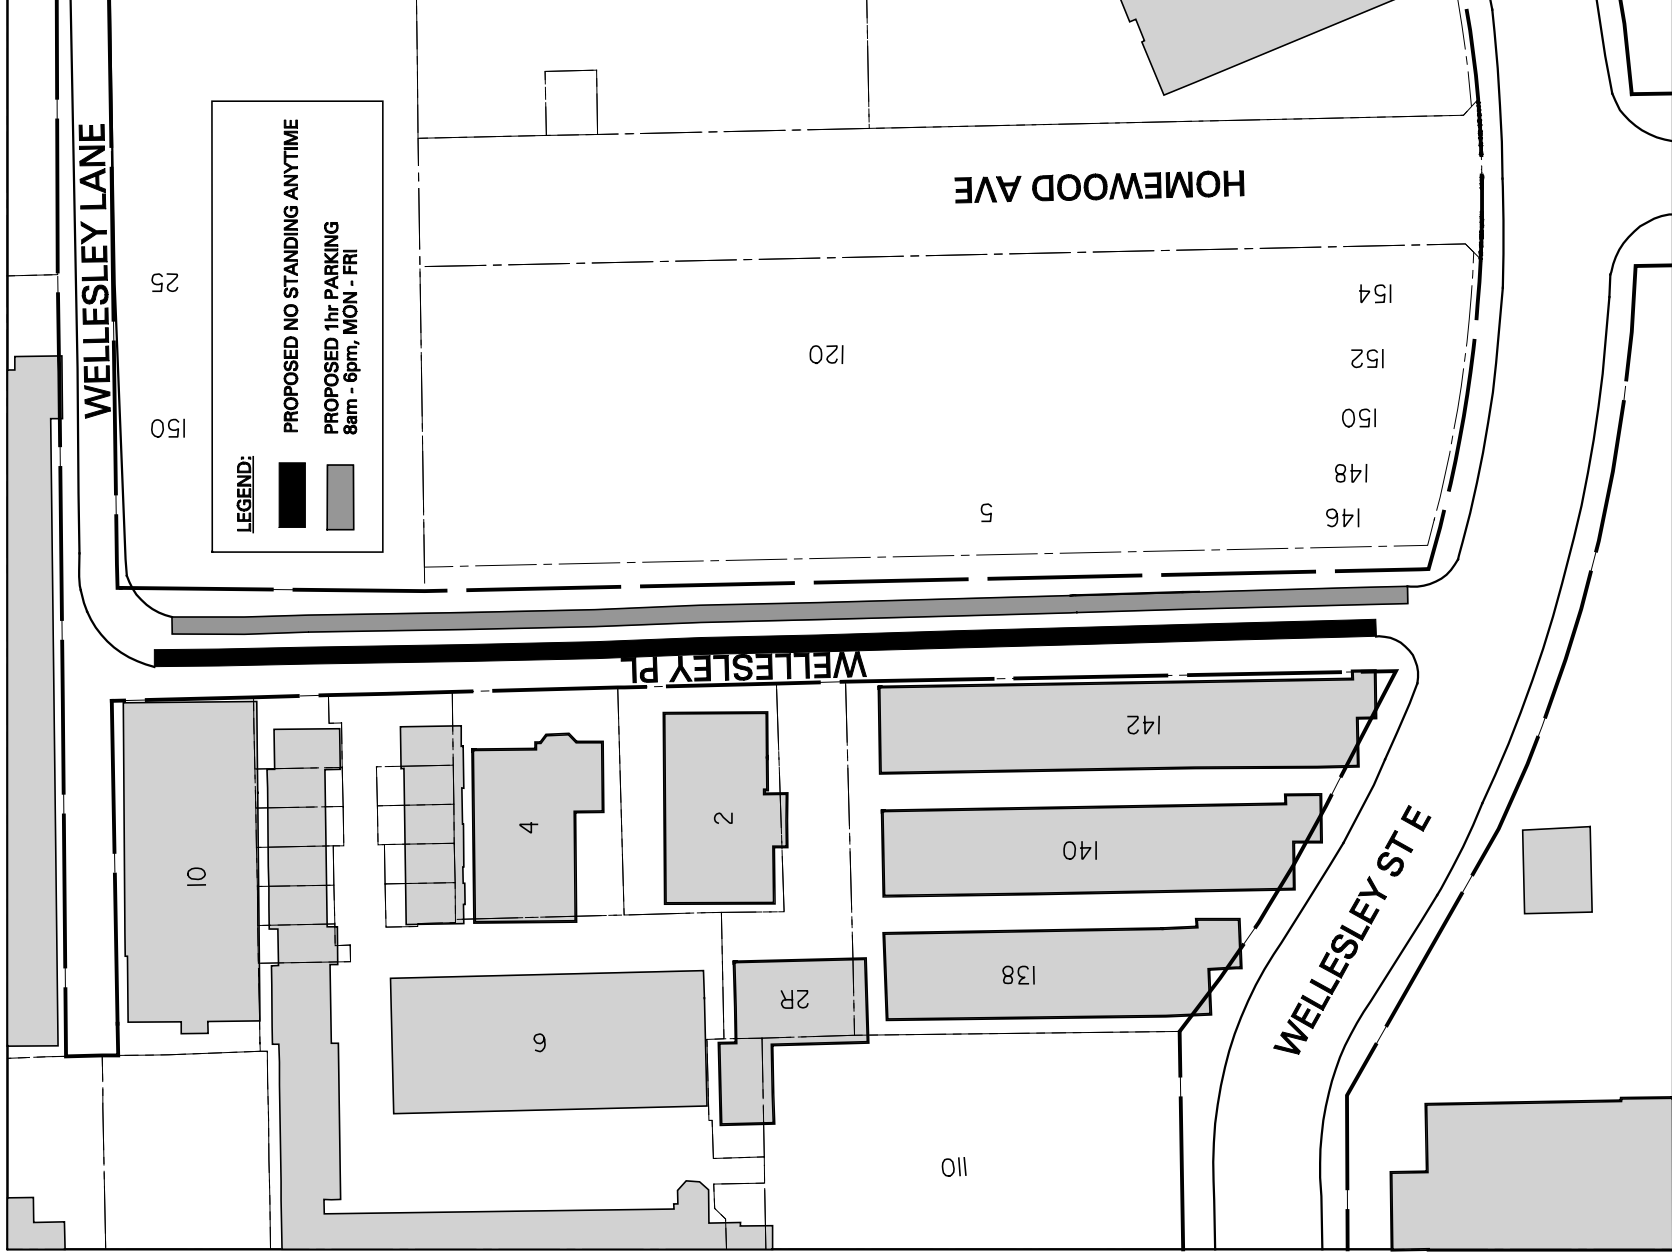 WELLESLEY LANE
LEGEND:
PROPOSED NO STANDING ANYTIME
PROPOSED 1hr PARKING
8am - 6pm, MON - FRI
HOMEWOOD AVE
25
150
120
5
154
152
150
148
146
WELLESLEY PL
10
4
2
142
140
138
2R
6
110
WELLESLEY ST E